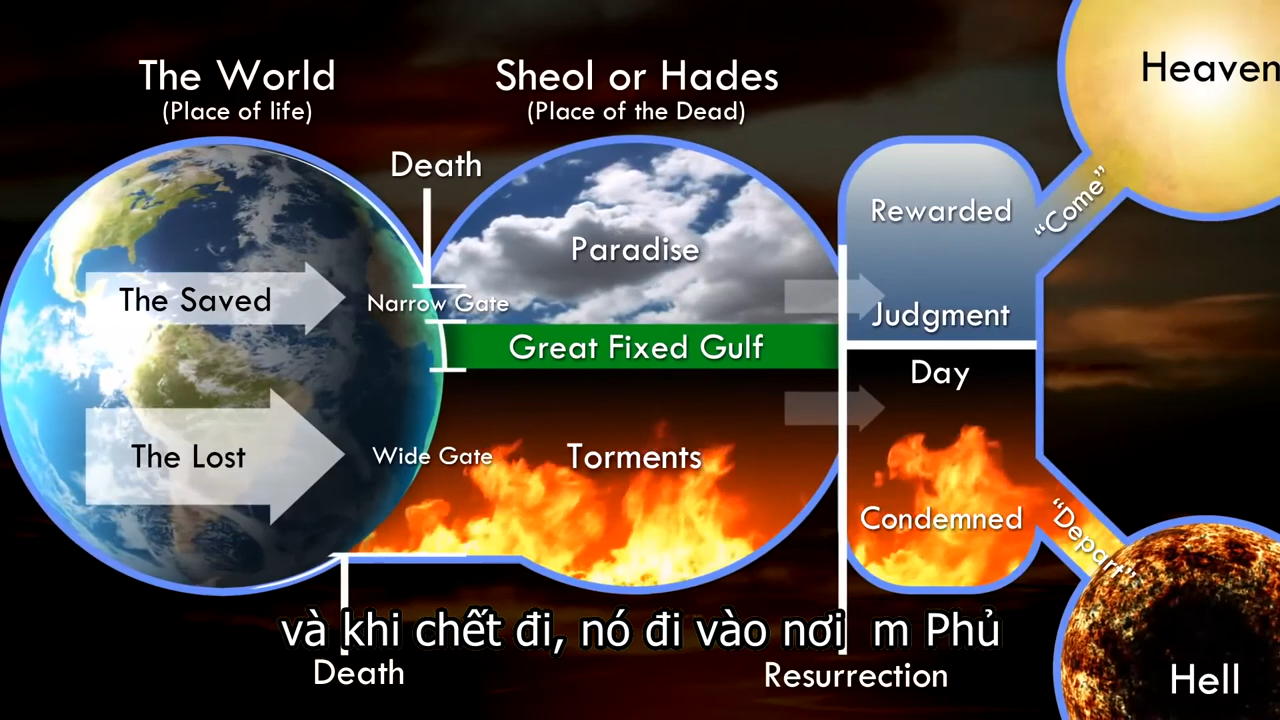 The World
(Place of life)
Sheol or Hades
(Place of the Dead)
Heaven
Death
Rewarded
"Come"
Paradise
The Saved
Narrow Gate
Judgment
Great Fixed Gulf
Day
The Lost
Wide Gate
Torments
Condemned
"Depart"
và khi chết đi, nó đi vào nơi m Phủ
Death
Resurrection
Hell